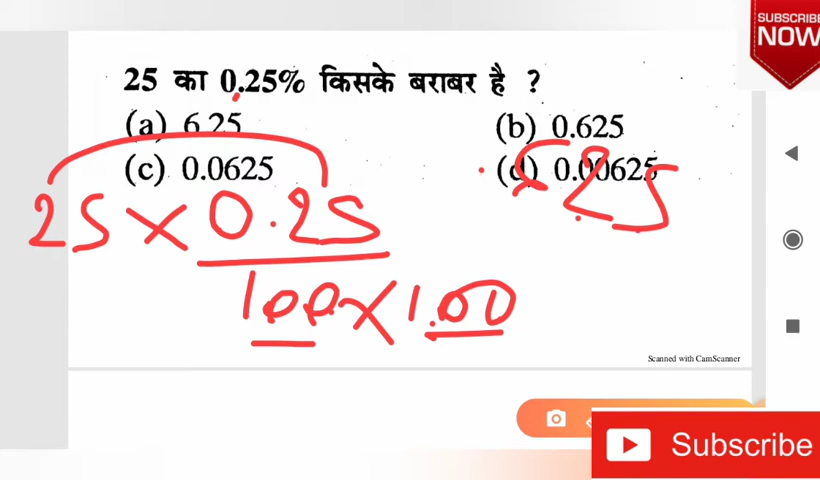 SUBSCRIBE
NOW
25 का 0.25% किसके बराबर है ?
(a) 6.25 (b) 0.625
(c) 0.0625 (d) 0.00625
625
25 × 0.25
100 × 1.00
Scanned with CamScanner
Subscribe